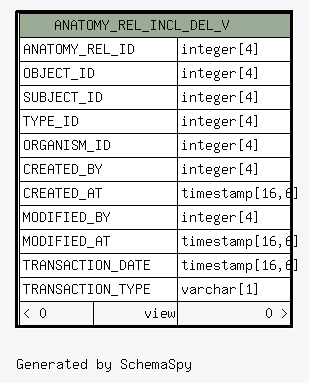 ANATOMY_REL_INCL_DEL_V
ANATOMY_REL_ID integer[4]
OBJECT_ID integer[4]
SUBJECT_ID integer[4]
TYPE_ID integer[4]
ORGANISM_ID integer[4]
CREATED_BY integer[4]
CREATED_AT timestamp[16,6]
MODIFIED_BY integer[4]
MODIFIED_AT timestamp[16,6]
TRANSACTION_DATE timestamp[16,6]
TRANSACTION_TYPE varchar[1]
< 0 view 0 >
Generated by SchemaSpy